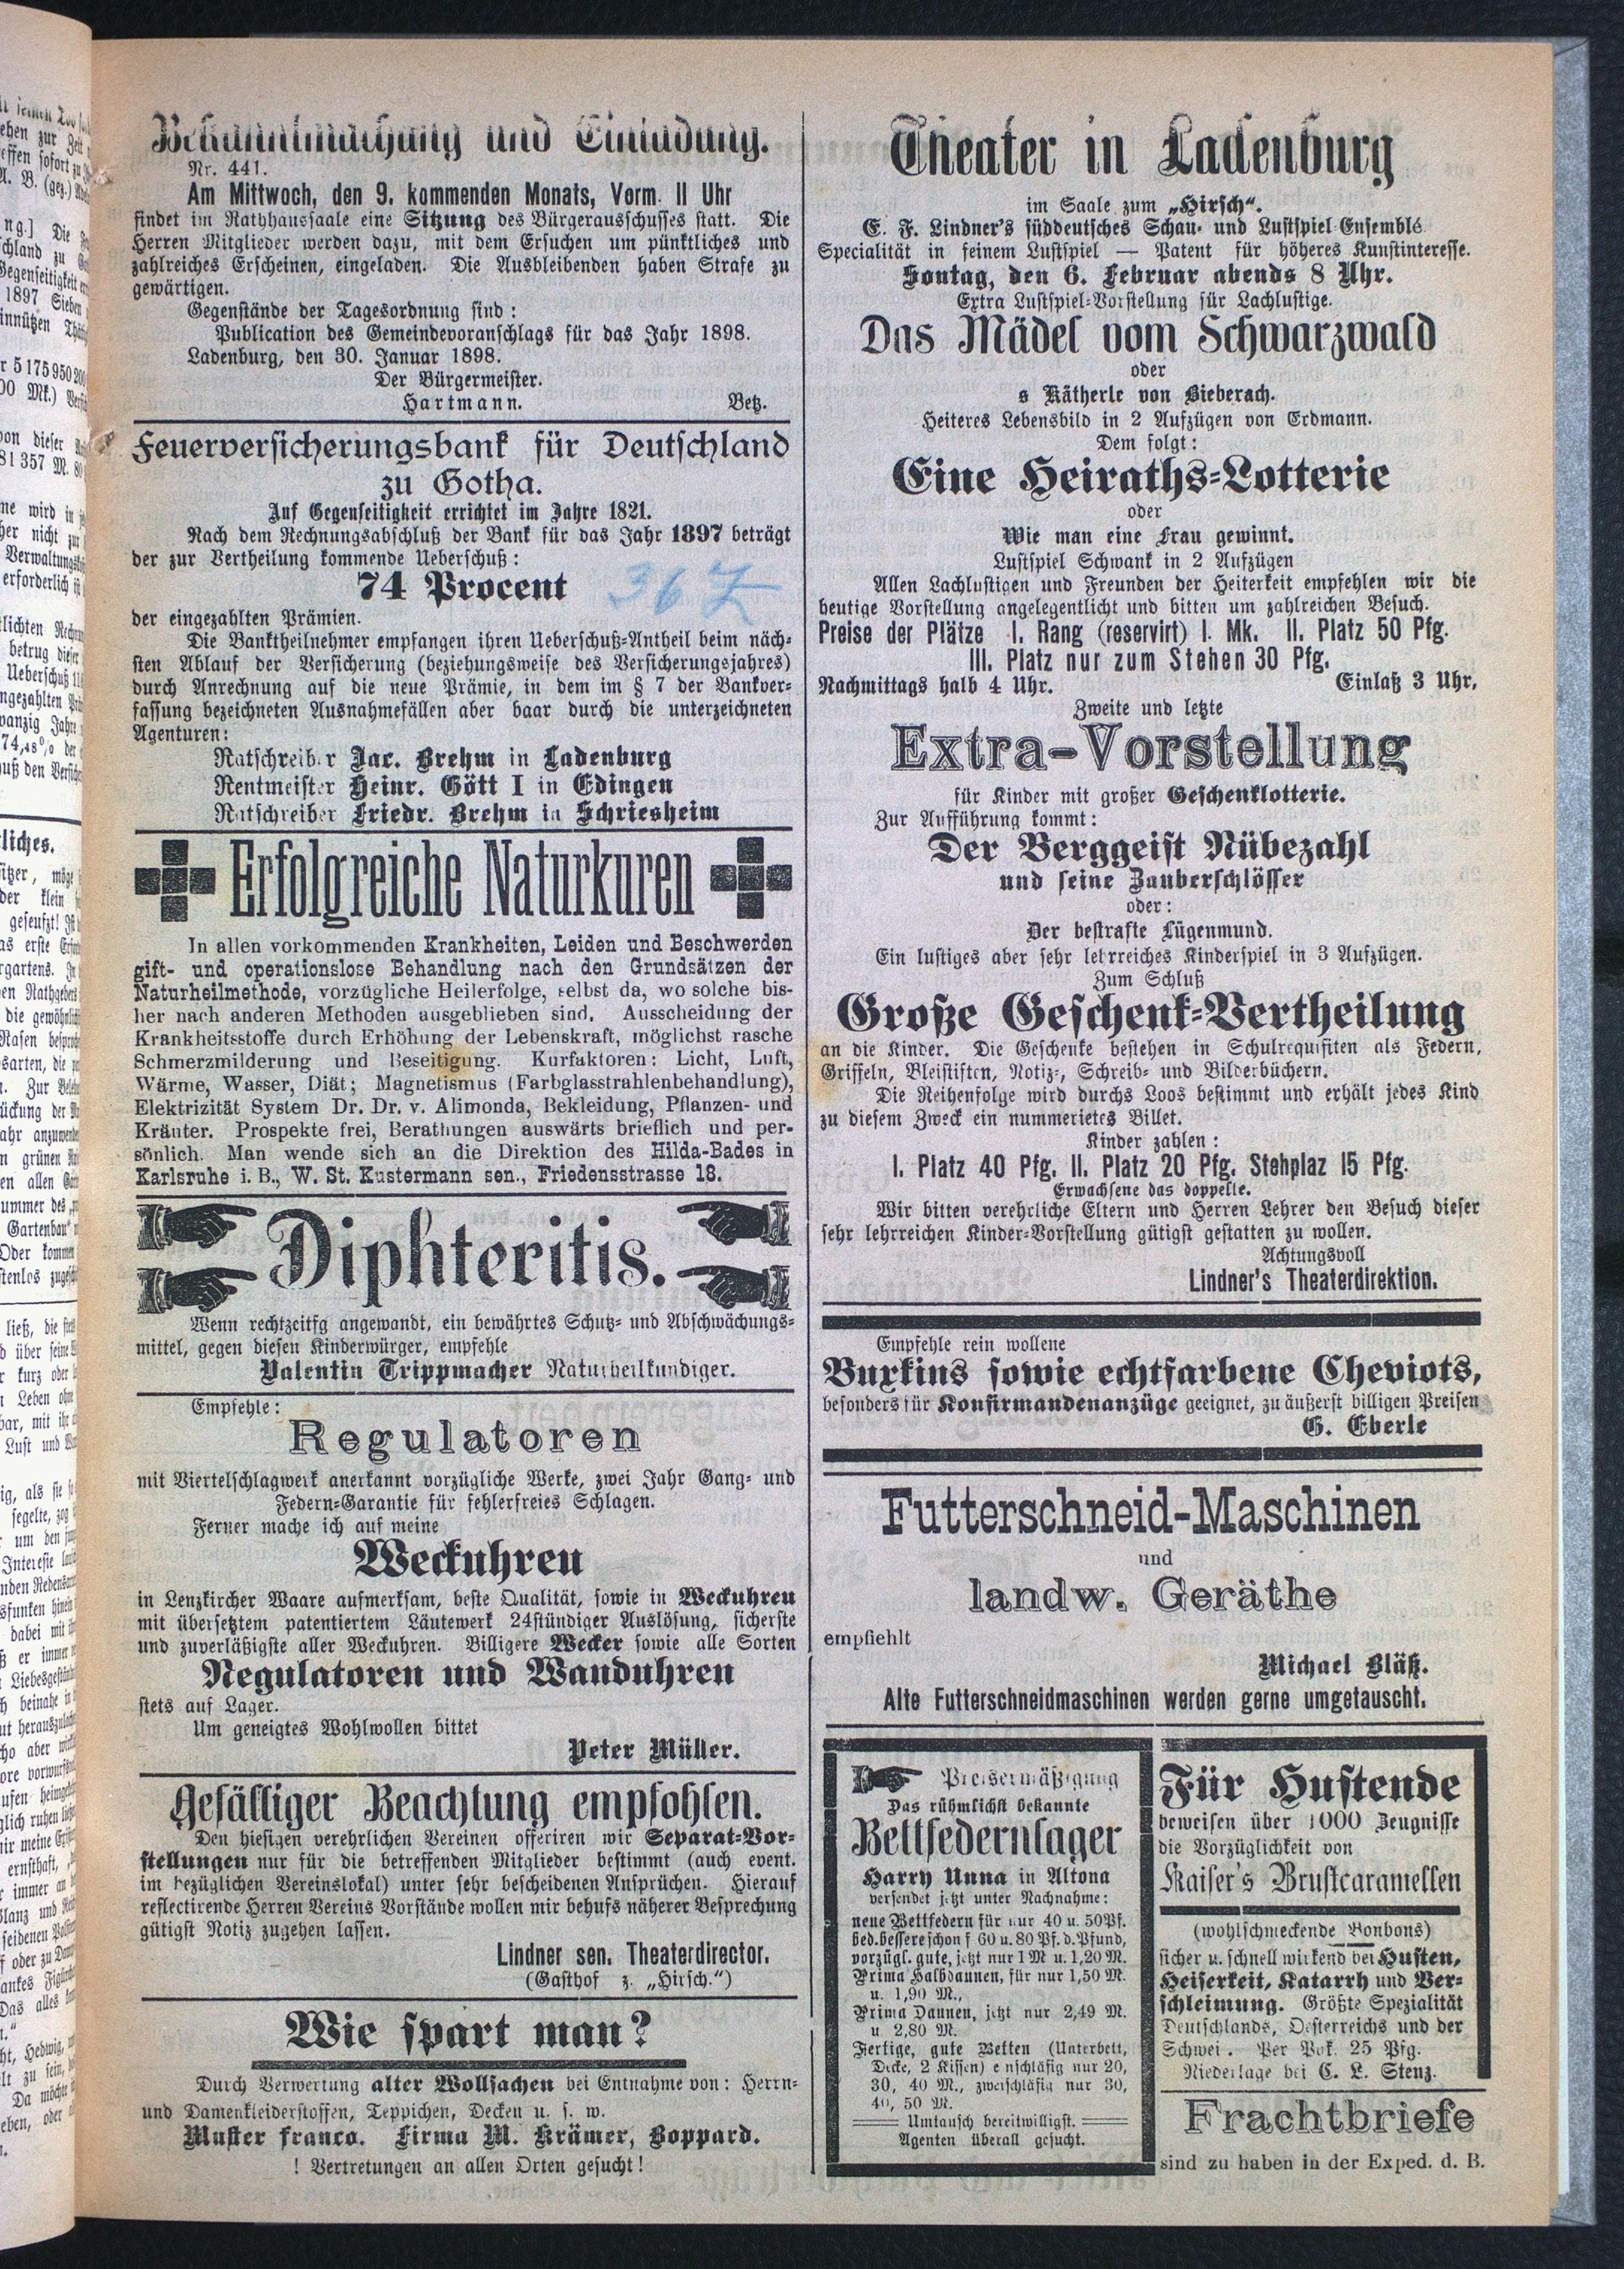 Bekanntmachung und Einladung.
Nr. 441.
Am Mittwoch, den 9. kommenden Monats, Vorm. 11 Uhr
findet im Rathhaussaale eine Sitzung des Bürgerausschusses statt. Die
Herren Mitglieder werden dazu, mit dem Ersuchen um pünktliches und
zahlreiches Erscheinen, eingeladen. Die Ausbleibenden haben Strafe zu
gewärtigen.
Gegenstände der Tagesordnung sind:
Publication des Gemeindevoranschlags für das Jahr 1898.
Ladenburg, den 30. Januar 1898.
Der Bürgermeister.
Hartmann. Betz.
Feuerversicherungsbank für Deutschland
zu Gotha.
Auf Gegenseitigkeit errichtet im Jahre 1821.
Nach dem Rechnungsabschluß der Bank für das Jahr 1897 beträgt
der zur Vertheilung kommende Ueberschuß:
74 Procent
der eingezahlten Prämien.
Die Banktheilnehmer empfangen ihren Ueberschuß-Antheil beim näch-
sten Ablauf der Versicherung (beziehungsweise des Versicherungsjahres)
durch Anrechnung auf die neue Prämie, in dem im § 7 der Bankver-
fassung bezeichneten Ausnahmefällen aber baar durch die unterzeichneten
Agenturen:
Ratschreiber Jac. Brehm in Ladenburg
Rentmeister Heinr. Gött I in Edingen
Ratschreiber Friedr. Brehm in Schriesheim
Erfolgreiche Naturkuren
In allen vorkommenden Krankheiten, Leiden und Beschwerden
gift- und operationslose Behandlung nach den Grundsätzen der
Naturheilmethode, vorzügliche Heilerfolge, selbst da, wo solche bis-
her nach anderen Methoden ausgeblieben sind. Ausscheidung der
Krankheitsstoffe durch Erhöhung der Lebenskraft, möglichst rasche
Schmerzmilderung und Beseitigung. Kurfaktoren: Licht, Luft,
Wärme, Wasser, Diät; Magnetismus (Farbglasstrahlenbehandlung),
Elektrizität System Dr. Dr. v. Alimonda, Bekleidung, Pflanzen- und
Kräuter. Prospekte frei, Berathungen auswärts brieflich und per-
sönlich. Man wende sich an die Direktion des Hilda-Bades in
Karlsruhe i. B., W. St. Kustermann sen., Friedensstrasse 18.
Diphteritis.
Wenn rechtzeitfg angewandt, ein bewährtes Schutz- und Abschwächungs-
mittel, gegen diesen Kinderwürger, empfehle
Valentin Trippmacher Naturheilkundiger.
Empfehle:
Regulatoren
mit Viertelschlagwerk anerkannt vorzügliche Werke, zwei Jahr Gang- und
Federn-Garantie für fehlerfreies Schlagen.
Ferner mache ich auf meine
Weckuhren
in Lenzkircher Waare aufmerksam, beste Qualität, sowie in Weckuhren
mit übersetztem patentiertem Läutewerk 24stündiger Auslösung, sicherste
und zuverläßigste aller Weckuhren. Billigere Wecker sowie alle Sorten
Regulatoren und Wanduhren
stets auf Lager.
Um geneigtes Wohlwollen bittet
Peter Müller.
Gefälliger Beachtung empfohlen.
Den hiesigen verehrlichen Vereinen offeriren wir Separat-Vor-
stellungen nur für die betreffenden Mitglieder bestimmt (auch event.
im bezüglichen Vereinslokal) unter sehr bescheidenen Ansprüchen. Hierauf
reflectirende Herren Vereins Vorstände wollen mir behufs näherer Besprechung
gütigst Notiz zugehen lassen.
Lindner sen. Theaterdirector.
(Gasthof z. „Hirsch.“)
Wie spart man?
Durch Verwertung alter Wollsachen bei Entnahme von: Herrn-
und Damenkleiderstoffen, Teppichen, Decken u. s. w.
Muster franco. Firma M. Krämer, Boppard.
! Vertretungen an allen Orten gesucht!
Theater in Ladenburg
im Saale zum „Hirsch“.
E. F. Lindner's süddeutsches Schau- und Lustspiel-Ensemblé
Specialität in feinem Lustspiel — Patent für höheres Kunstinteresse.
Sontag, den 6. Februar abends 8 Uhr.
Extra Lustspiel-Vorstellung für Lachlustige.
Das Mädel vom Schwarzwald
oder
s Kätherle von Bieberach.
Heiteres Lebensbild in 2 Aufzügen von Erdmann.
Dem folgt:
Eine Heiraths-Lotterie
oder
Wie man eine Frau gewinnt.
Lustspiel Schwank in 2 Aufzügen
Allen Lachlustigen und Freunden der Heiterkeit empfehlen wir die
heutige Vorstellung angelegentlicht und bitten um zahlreichen Besuch.
Preise der Plätze I. Rang (reservirt) 1. Mk. II. Platz 50 Pfg.
III. Platz nur zum Stehen 30 Pfg.
Nachmittags halb 4 Uhr. Einlaß 3 Uhr,
Zweite und letzte
Extra-Vorstellung
für Kinder mit großer Geschenklotterie.
Zur Aufführung kommt:
Der Berggeist Rübezahl
und seine Zauberschlösser
oder:
Der bestrafte Lügenmund.
Ein lustiges aber sehr lehrreiches Kinderspiel in 3 Aufzügen.
Zum Schluß
Große Geschenk-Vertheilung
an die Kinder. Die Geschenke bestehen in Schulrequisiten als Federn,
Griffeln, Bleistiften, Notiz-, Schreib- und Bilderbüchern.
Die Reihenfolge wird durchs Loos bestimmt und erhält jedes Kind
zu diesem Zweck ein nummerietes Billet.
Kinder zahlen:
I. Platz 40 Pfg. II. Platz 20 Pfg. Stehplaz 15 Pfg.
Erwachsene das doppelte.
Wir bitten verehrliche Eltern und Herren Lehrer den Besuch dieser
sehr lehrreichen Kinder-Vorstellung gütigst gestatten zu wollen.
Achtungsvoll
Lindner's Theaterdirektion.
Empfehle rein wollene
Buxkins sowie echtfarbene Cheviots,
besonders für Konfirmandenanzüge geeignet, zu äußerst billigen Preisen
G. Eberle
Futterschneid-Maschinen
und
landw. Geräthe
empfiehlt
Michael Bläß.
Alte Futterschneidmaschinen werden gerne umgetauscht.
Preisermäßigung
Das rühmlichst bekannte
Bettfedernlager
Harry Unna in Altona
versendet jetzt unter Nachnahme:
neue Bettfedern für nur 40 u. 50Pf.
bed. bessere schon f 60 u. 80 Pf. d. Pfund,
vorzügl. gute, jetzt nur 1 M u. 1,20 M.
Prima Halbdaunen, für nur 1,50 M.
u. 1,90 M.,
Prima Daunen, jetzt nur 2,49 M.
u. 2,80 M.
Fertige, gute Betten (Unterbett,
Decke, 2 Kissen) einschläfig nur 20,
30, 40 M., zweischläfig nur 30,
40, 50 M.
Umtausch bereitwilligst.
Agenten überall gesucht.
Für Hustende
beweisen über 1000 Zeugnisse
die Vorzüglichkeit von
Kaiser's Brustcaramellen
(wohlschmeckende Bonbons)
sicher u. schnell wirkend bei Husten,
Heiserkeit, Katarrh und Ver-
schleimung. Größte Spezialität
Deutschlands, Oesterreichs und der
Schwei. Per Pak. 25 Pfg.
Niederlage bei C. L. Stenz.
Frachtbriefe
sind zu haben in der Exped. d. B.